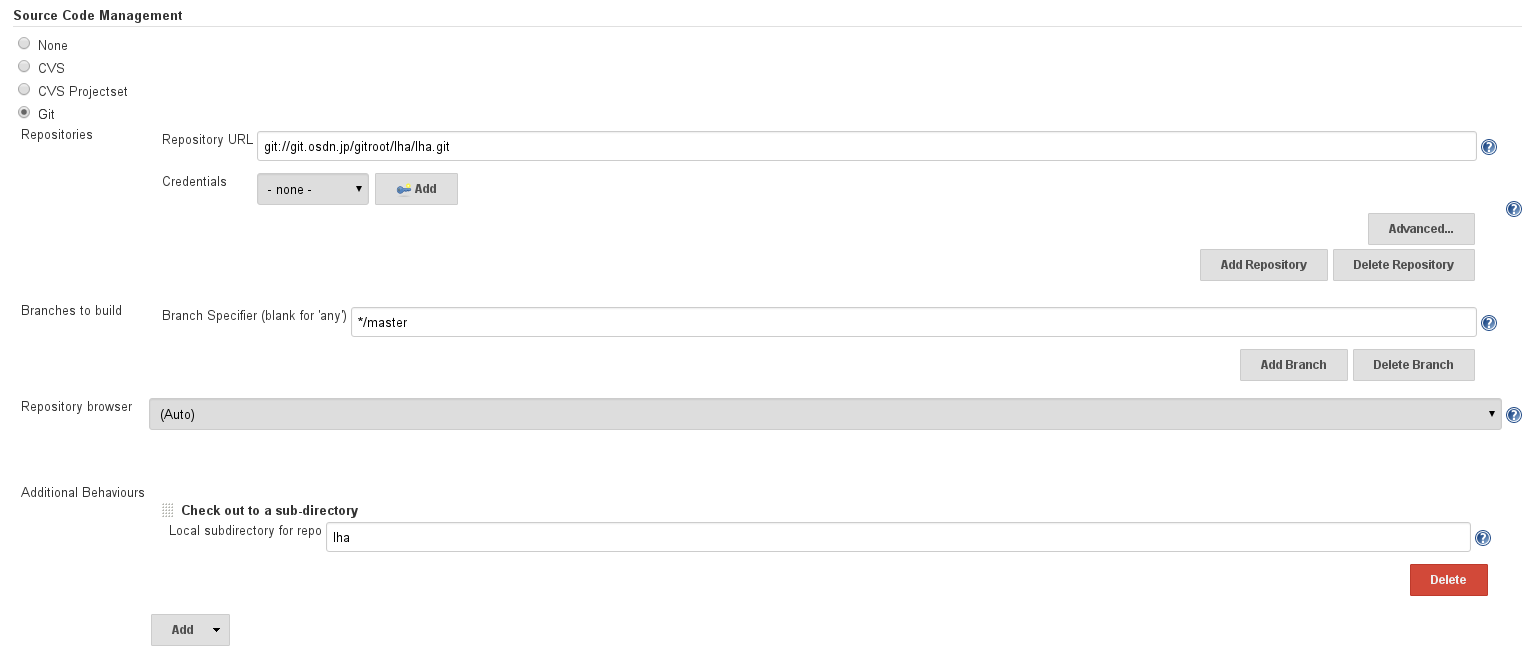 Source Code Management
None
CVS
CVS Projectset
Git
Repositories
Repository URL git://git.osdn.jp/gitroot/lha/lha.git
Credentials - none - Add
Advanced...
Add Repository Delete Repository
Branches to build Branch Specifier (blank for 'any') */master
Add Branch Delete Branch
Repository browser (Auto)
Additional Behaviours
Check out to a sub-directory
Local subdirectory for repo lha
Delete
Add